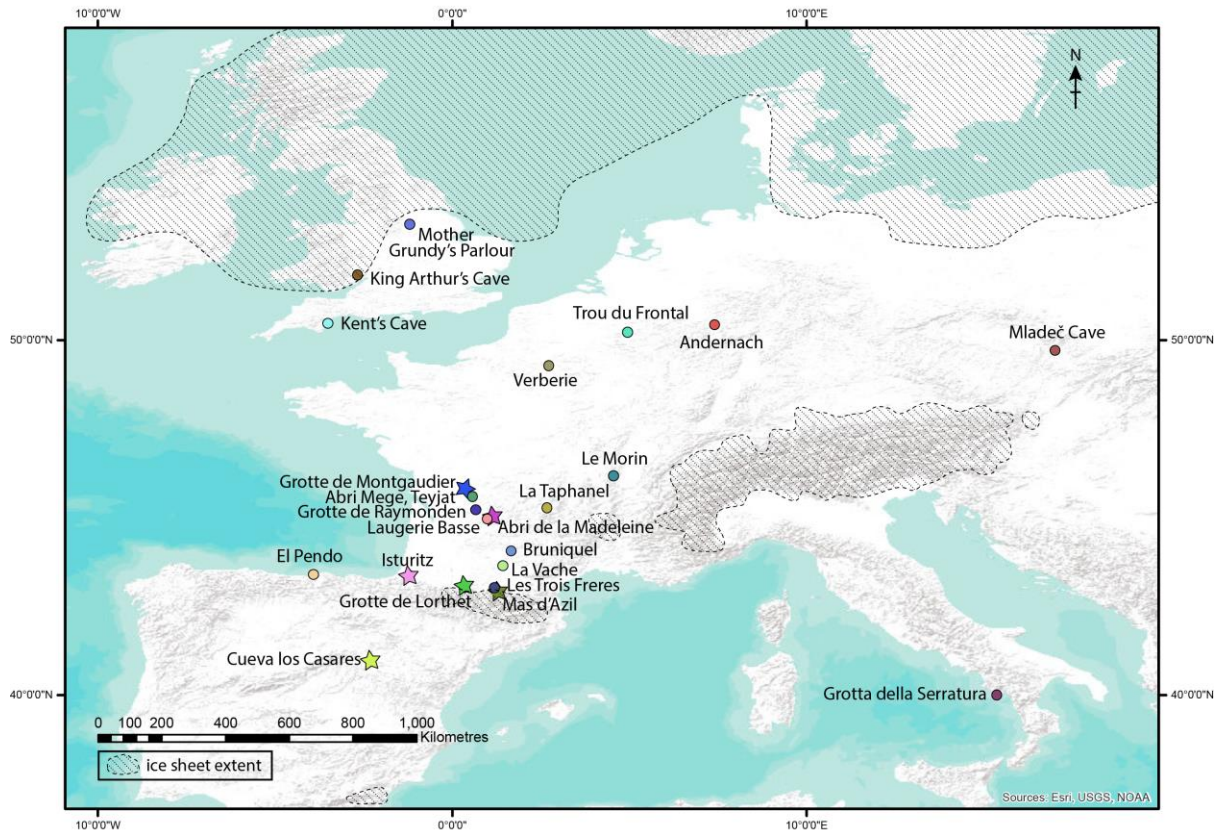 10°0'0"W
0°0'0"
10°0'0"E
N
Mother
Grundy's Parlour
King Arthur's Cave
Kent's Cave
Trou du Frontal
Andernach
Mladeč Cave
50°0'0"N
50°0'0"N
Verberie
Le Morin
Grotte de Montgaudier
La Taphanel
Abri Mege, Teyjat
Grotte de Raymonden
Laugerie Basse
Abri de la Madeleine
Bruniquel
El Pendo
Isturitz
La Vache
Les Trois Freres
Grotte de Lorthet
Mas d'Azil
Cueva los Casares
Grotta della Serratura
40°0'0"N
40°0'0"N
0 100 200 400 600 800 1,000
Kilometres
ice sheet extent
Sources: Esri, USGS, NOAA
10°0'0"W
0°0'0"
10°0'0"E